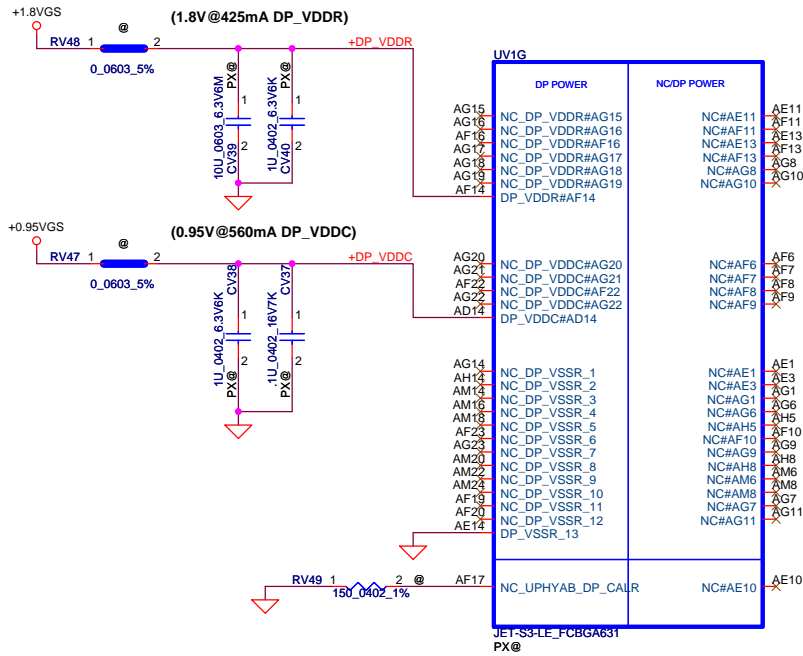 +1.8VGS
(1.8V@425mA DP_VDDR)
@
RV48 1 2
0_0603_5%
+DP_VDDR
PX@
PX@
1
1
2
2
10U_0603_6.3V6M
CV39
1U_0402_6.3V6K
CV40
+0.95VGS
(0.95V@560mA DP_VDDC)
@
RV47 1 2
0_0603_5%
+DP_VDDC
CV38
CV37
1
1
2
2
1U_0402_6.3V6K
PX@
.1U_0402_16V7K
PX@
UV1G
DP POWER NC/DP POWER
AG15 NC_DP_VDDR#AG15 NC#AE11 AE11
AG16 NC_DP_VDDR#AG16 NC#AF11 AF11
AF16 NC_DP_VDDR#AF16 NC#AE13 AE13
AG17 NC_DP_VDDR#AG17 NC#AF13 AF13
AG18 NC_DP_VDDR#AG18 NC#AG8 AG8
AG19 NC_DP_VDDR#AG19 NC#AG10 AG10
AF14 DP_VDDR#AF14
AG20 NC_DP_VDDC#AG20 NC#AF6 AF6
AG21 NC_DP_VDDC#AG21 NC#AF7 AF7
AF22 NC_DP_VDDC#AF22 NC#AF8 AF8
AG22 NC_DP_VDDC#AG22 NC#AF9 AF9
AD14 DP_VDDC#AD14
AG14 NC_DP_VSSR_1 NC#AE1 AE1
AH14 NC_DP_VSSR_2 NC#AE3 AE3
AM14 NC_DP_VSSR_3 NC#AG1 AG1
AM16 NC_DP_VSSR_4 NC#AG6 AG6
AM18 NC_DP_VSSR_5 NC#AH5 AH5
AF23 NC_DP_VSSR_6 NC#AF10 AF10
AG23 NC_DP_VSSR_7 NC#AG9 AG9
AM20 NC_DP_VSSR_8 NC#AH8 AH8
AM22 NC_DP_VSSR_9 NC#AM6 AM6
AM24 NC_DP_VSSR_10 NC#AM8 AM8
AF19 NC_DP_VSSR_11 NC#AG7 AG7
AF20 NC_DP_VSSR_12 NC#AG11 AG11
AE14 DP_VSSR_13
RV49 1 2 @ AF17 NC_UPHYAB_DP_CALR NC#AE10 AE10
150_0402_1%
JET-S3-LE_FCBGA631
PX@